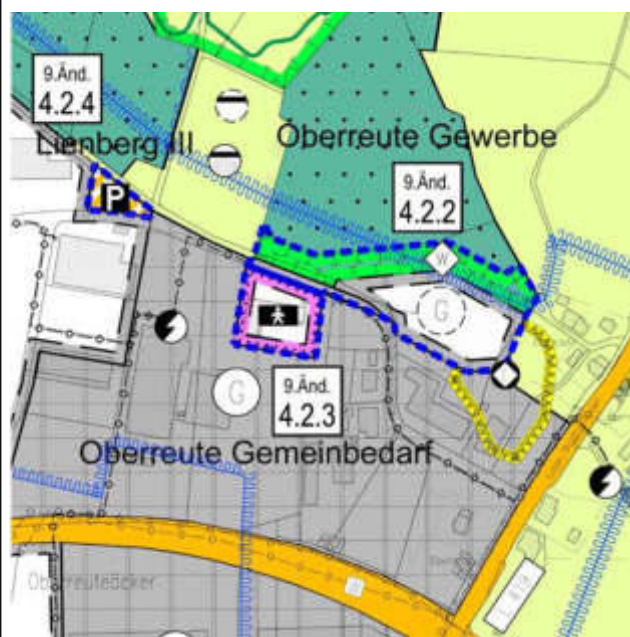 9.Änd.
4.2.4
Lienberg III
P
Oberreute Gewerbe
9.Änd.
4.2.2
W
G
G
9.Änd.
4.2.3
Oberreute Gemeinbedarf
Oberreuteäcker